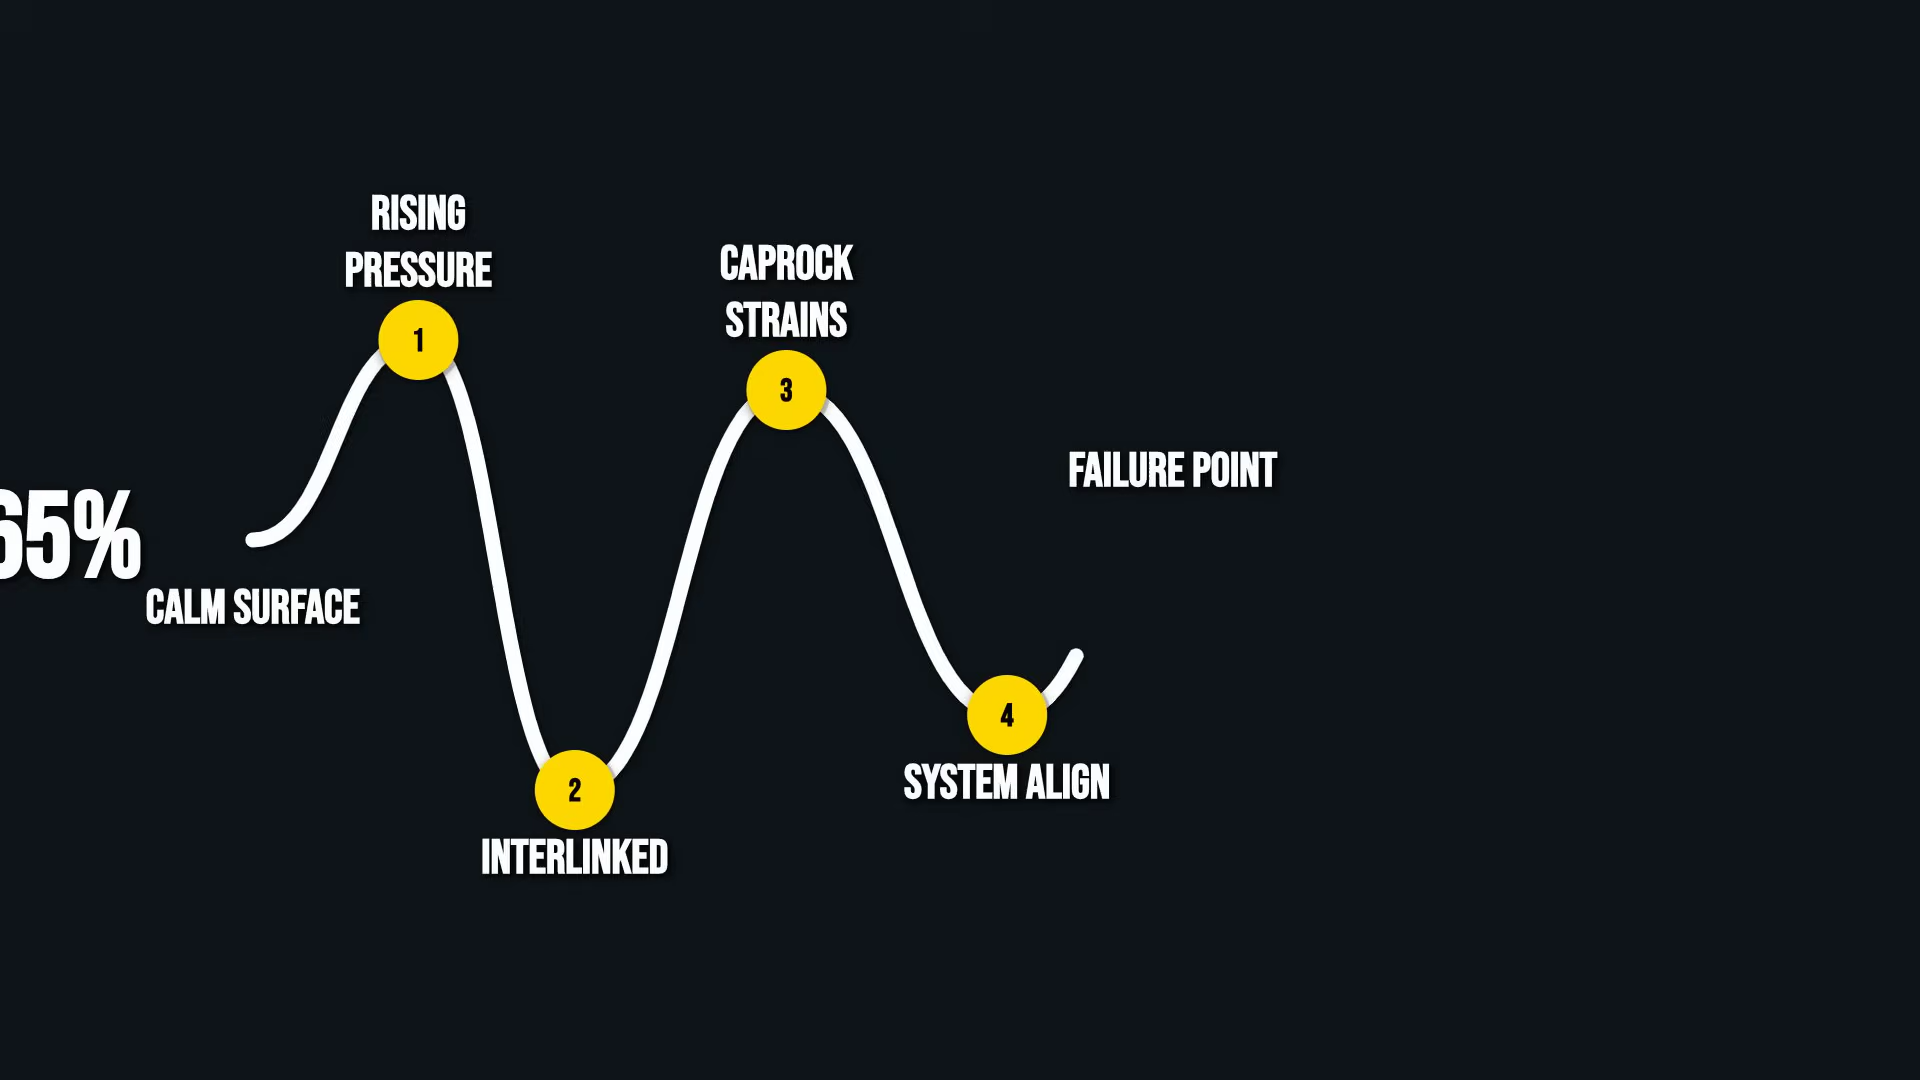 RISING
PRESSURE
1
CAPROCK
STRAINS
3
FAILURE POINT
65%
CALM SURFACE
4
SYSTEM ALIGN
2
INTERLINKED